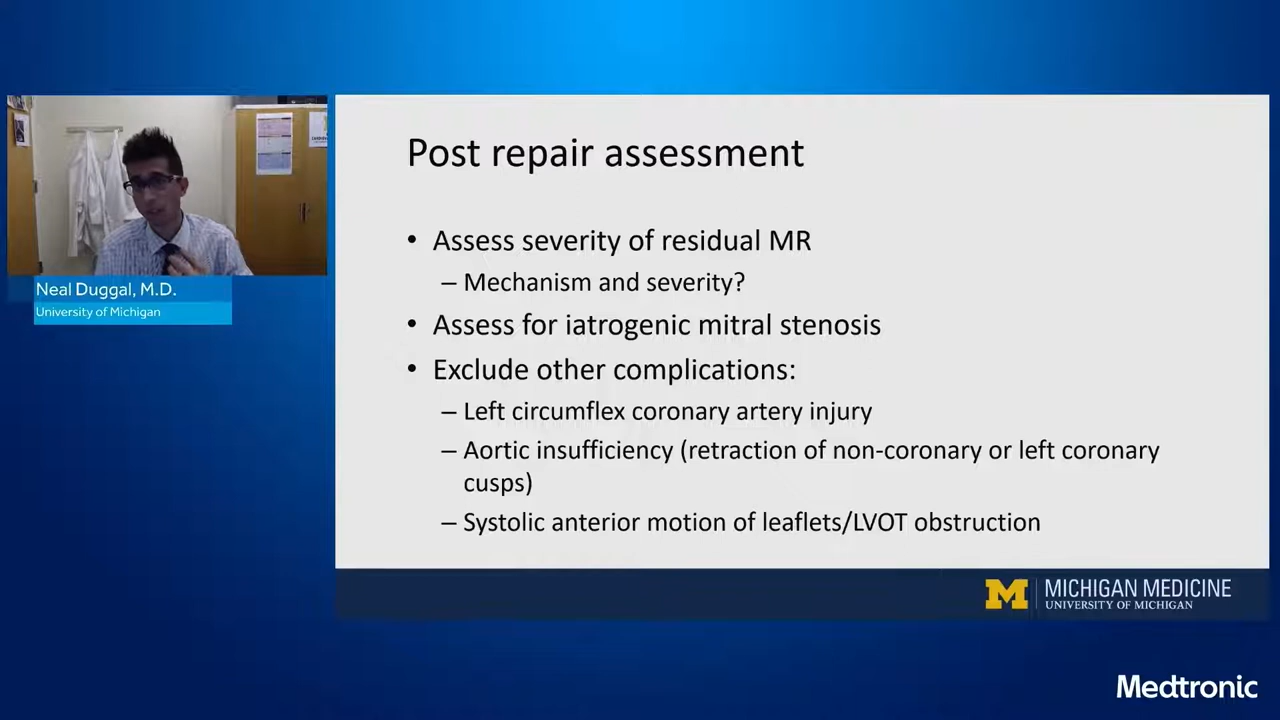 Neal Duggal, M.D.
University of Michigan
Post repair assessment
• Assess severity of residual MR
– Mechanism and severity?
• Assess for iatrogenic mitral stenosis
• Exclude other complications:
– Left circumflex coronary artery injury
– Aortic insufficiency (retraction of non-coronary or left coronary
cusps)
– Systolic anterior motion of leaflets/LVOT obstruction
M
MICHIGAN MEDICINE
UNIVERSITY OF MICHIGAN
Medtronic